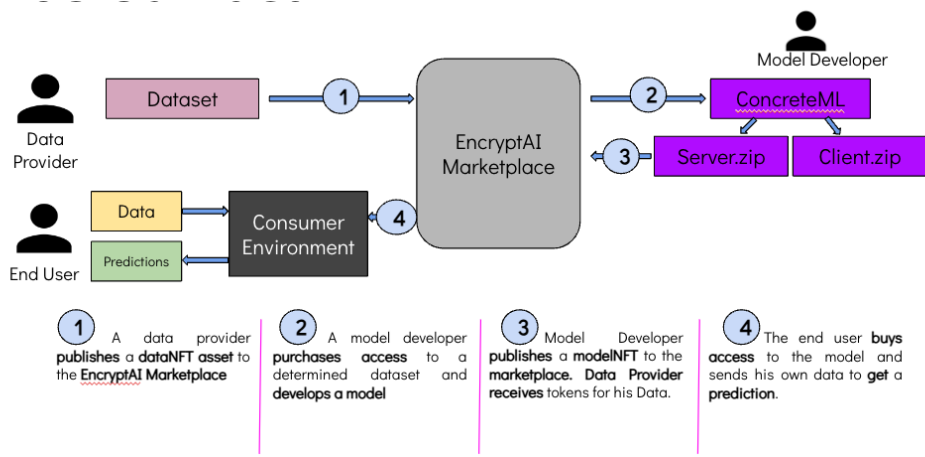 Model Developer
Dataset
1
2
ConcreteML
Data
Provider
EncryptAI
Marketplace
3
Server.zip
Client.zip
Data
Consumer
Environment
4
Predictions
End User
1 A data provider
publishes a dataNFT asset to
the EncryptAI Marketplace
2 A model developer
purchases access to a
determined dataset and
develops a model
3 Model Developer
publishes a modelNFT to the
marketplace. Data Provider
receives tokens for his Data.
4 The end user buys
access to the model and
sends his own data to get a
prediction.